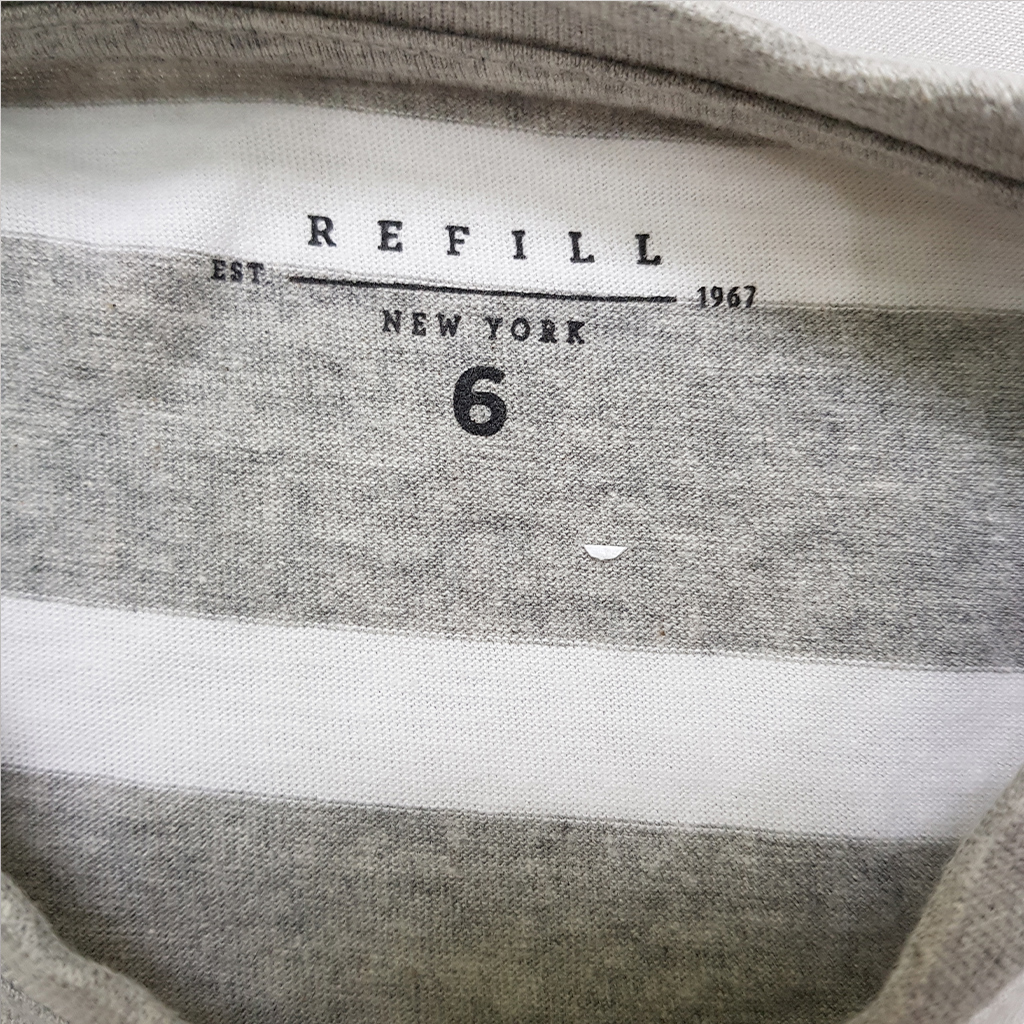 REFILL
EST. 1967
NEW YORK
6